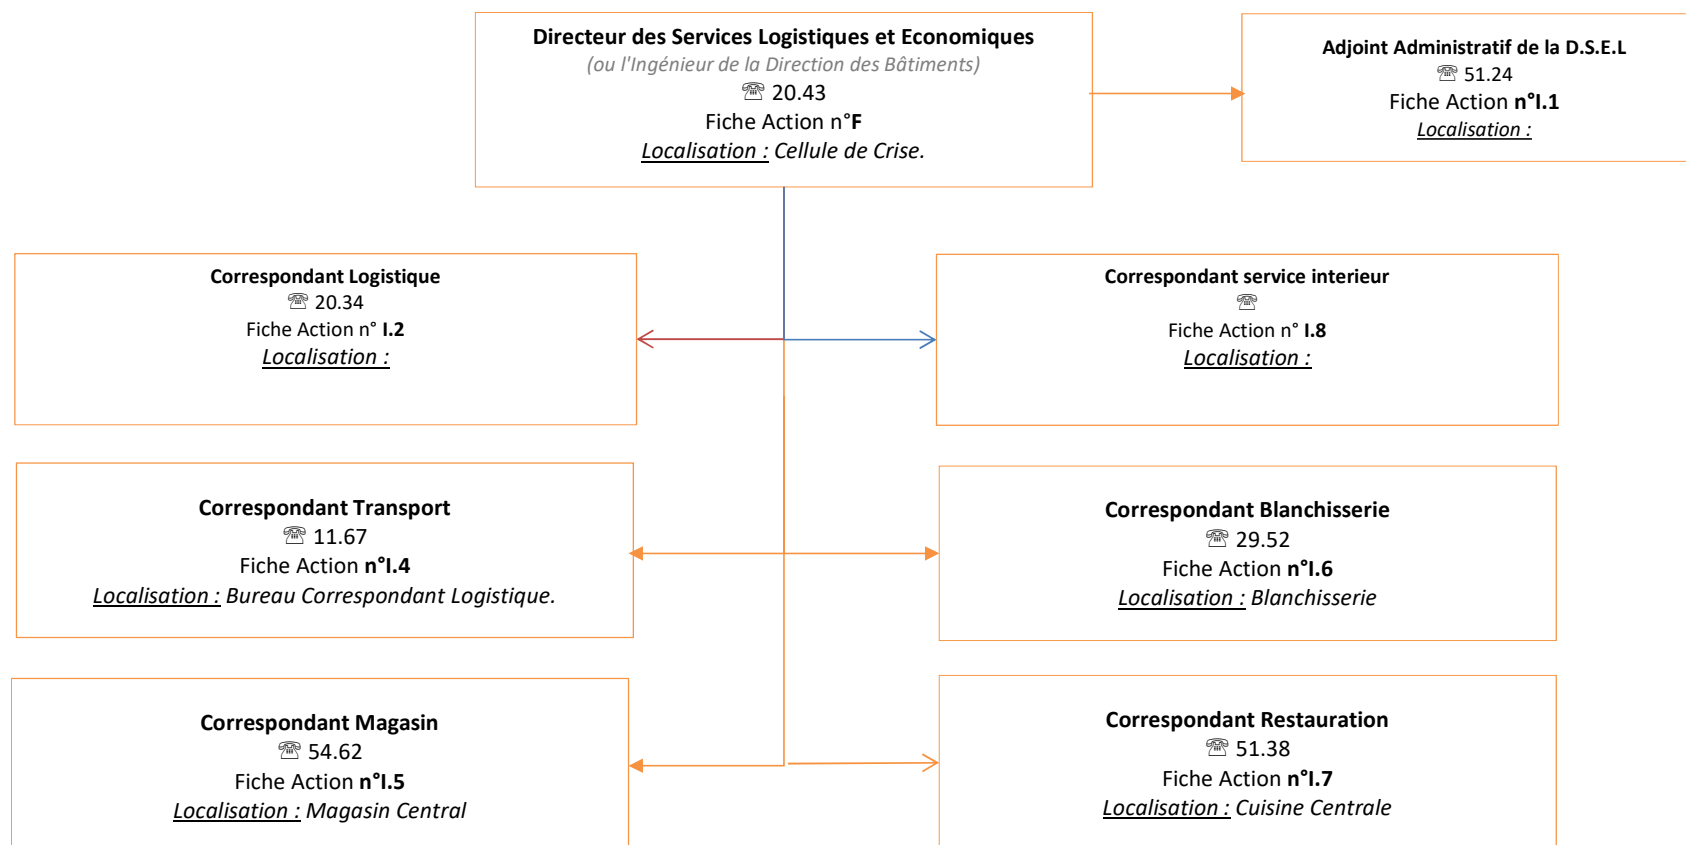 Directeur des Services Logistiques et Economiques
(ou l'Ingénieur de la Direction des Bâtiments)
☏ 20.43
Fiche Action n°F
Localisation : Cellule de Crise.
Adjoint Administratif de la D.S.E.L
☏ 51.24
Fiche Action n°I.1
Localisation :
Correspondant Logistique
☏ 20.34
Fiche Action n° I.2
Localisation :
Correspondant service interieur
☏
Fiche Action n° I.8
Localisation :
Correspondant Transport
☏ 11.67
Fiche Action n°I.4
Localisation : Bureau Correspondant Logistique.
Correspondant Blanchisserie
☏ 29.52
Fiche Action n°I.6
Localisation : Blanchisserie
Correspondant Magasin
☏ 54.62
Fiche Action n°I.5
Localisation : Magasin Central
Correspondant Restauration
☏ 51.38
Fiche Action n°I.7
Localisation : Cuisine Centrale